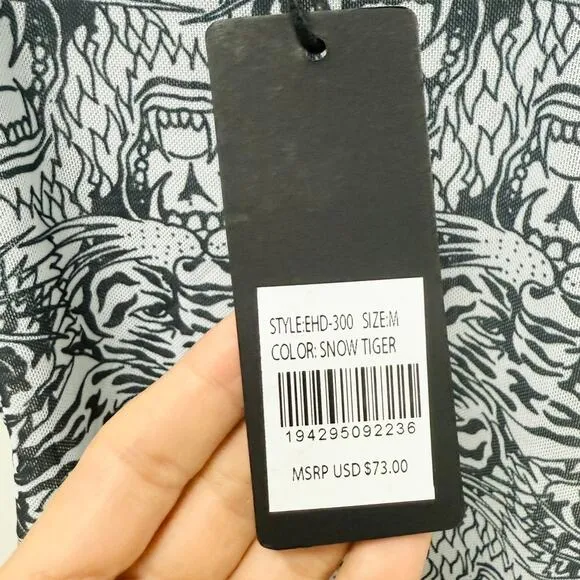 STYLE:EHD-300 SIZE:M
COLOR: SNOW TIGER
194295092236
MSRP USD $73.00